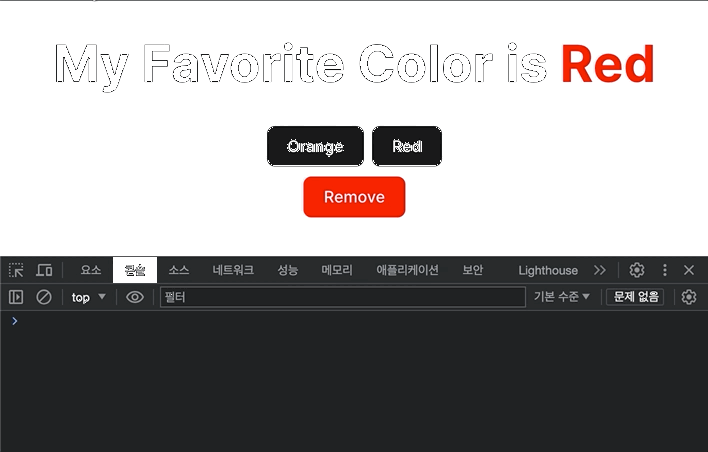 My Favorite Color is Red
Orange Red
Remove
요소 콘솔 소스 네트워크 성능 메모리 애플리케이션 보안 Lighthouse
top 필터 기본 수준 문제 없음